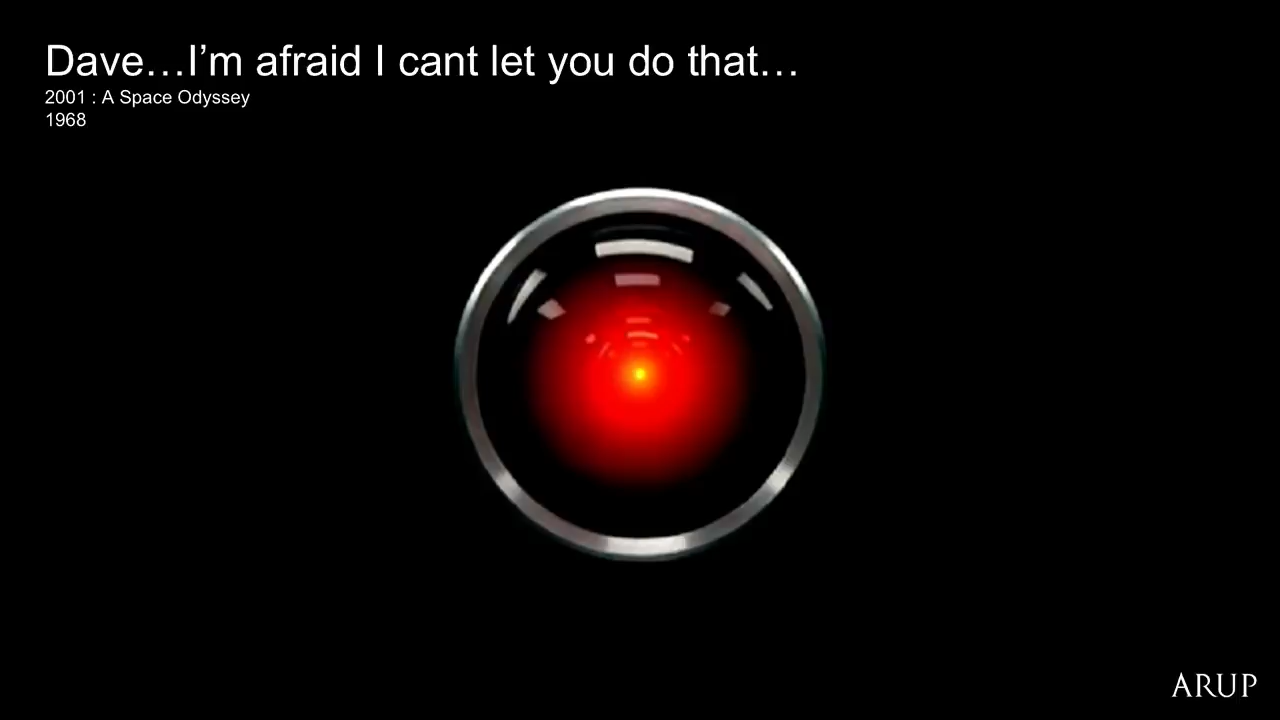 Dave…I’m afraid I cant let you do that…
2001 : A Space Odyssey
1968
ARUP